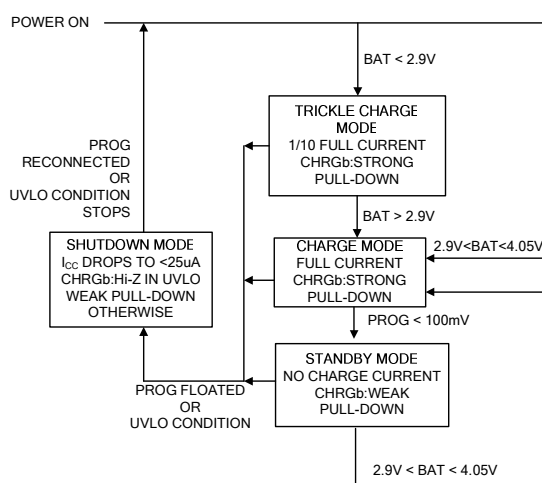 POWER ON
BAT < 2.9V
TRICKLE CHARGE
MODE
1/10 FULL CURRENT
CHRGb:STRONG
PULL-DOWN
PROG
RECONNECTED
OR
UVLO CONDITION
STOPS
BAT > 2.9V
SHUTDOWN MODE
ICC DROPS TO <25uA
CHRGb:Hi-Z IN UVLO
WEAK PULL-DOWN
OTHERWISE
CHARGE MODE
FULL CURRENT
CHRGb:STRONG
PULL-DOWN
2.9V<BAT<4.05V
PROG < 100mV
STANDBY MODE
NO CHARGE CURRENT
CHRGb:WEAK
PULL-DOWN
PROG FLOATED
OR
UVLO CONDITION
2.9V < BAT < 4.05V